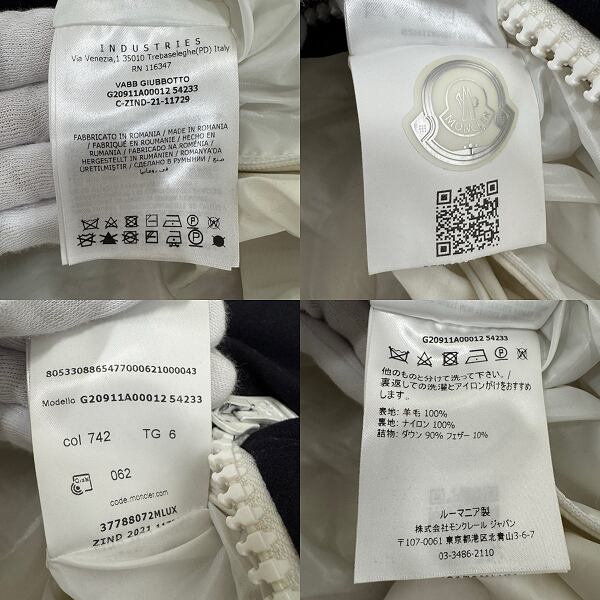 INDUSTRIES
Via Venezia,1 35010 Trebaseleghe(PD) Italy
RN 116347
VABB GIUBBOTTO
G20911A00012 54233
C-ZIND-21-11729
FABBRICATO IN ROMANIA / MADE IN ROMANIA
/ FABRIQUÉ EN ROUMANIE / HECHO EN
RUMANIA / FABRICADO NA ROMÉNIA /
HERGESTELLT IN RUMÄNIEN / ROMANYA'DA
ÜRETILMIŞTIR / СДЕЛАНО В РУМЫНИИ / صنع
في رومانيا
MONCLER
8053308865477000621000043
Modello G20911A00012 54233
col 742 TG 6
062
code.moncler.com
37788072MLUX
ZIND 2021 117
G20911A00012 54233
他のものと分けて洗って下さい。/
裏返しての洗濯とアイロンがけをおすすめ
します。
表地: 羊毛 100%
裏地: ナイロン 100%
詰物: ダウン 90% フェザー 10%
ルーマニア製
株式会社モンクレール ジャパン
〒107-0061 東京都港区北青山3-6-7
03-3486-2110